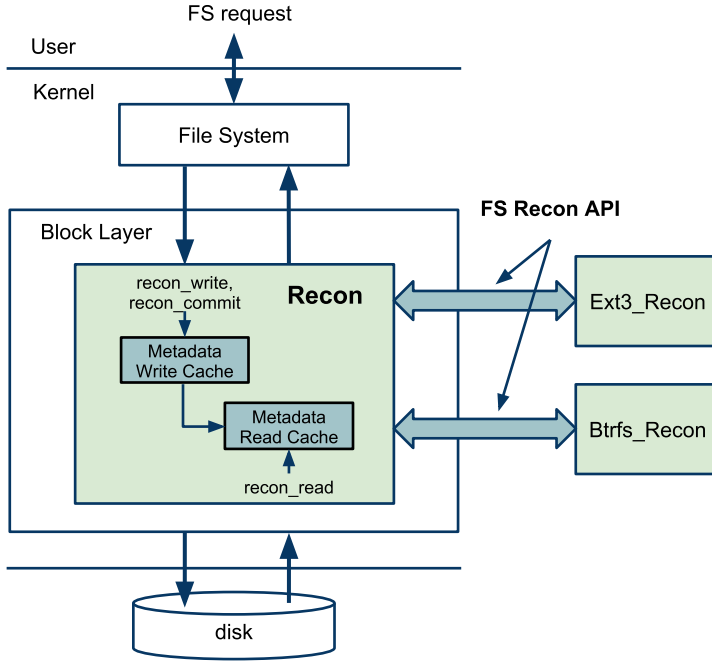 FS request
User
Kernel
File System
FS Recon API
Block Layer
recon_write,
recon_commit
Recon
Ext3_Recon
Metadata
Write Cache
Metadata
Read Cache
Btrfs_Recon
recon_read
disk